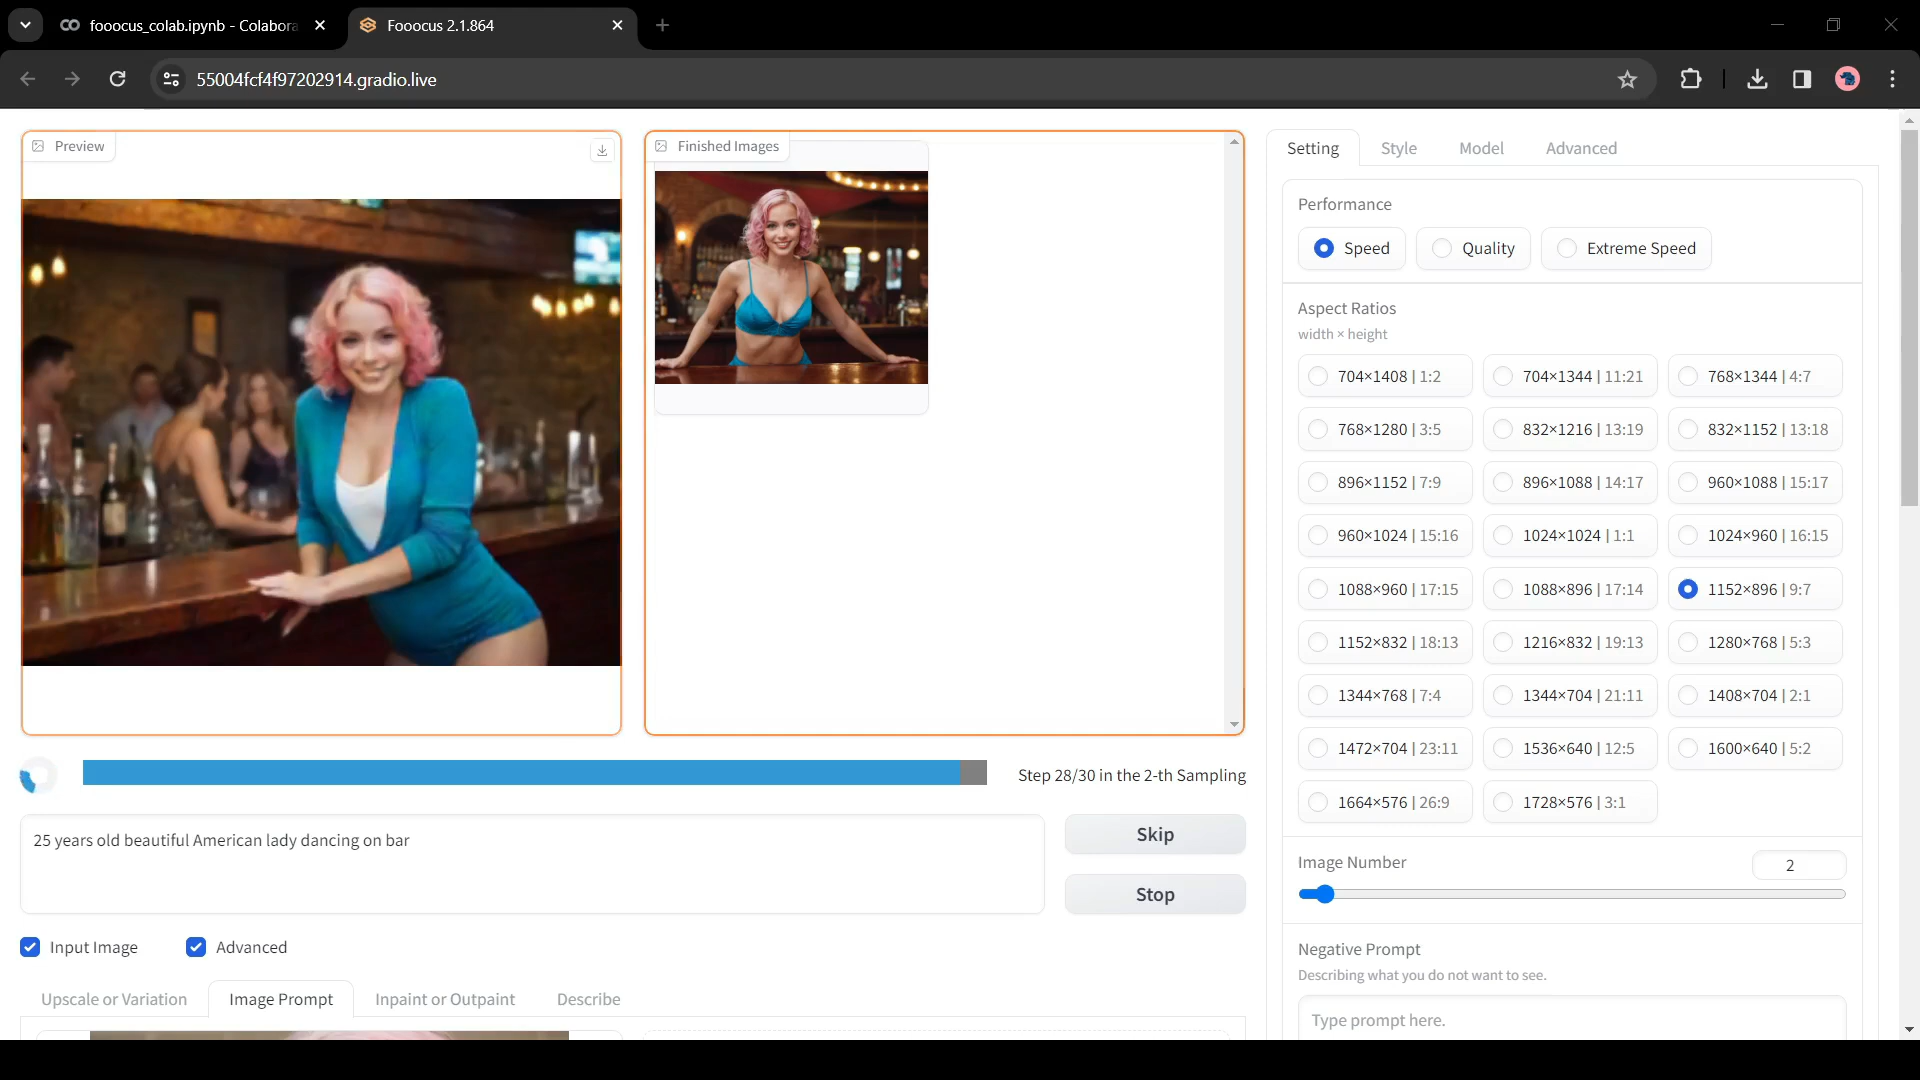 fooocus_colab.ipynb - Colabora
Fooocus 2.1.864
55004fcf4f97202914.gradio.live
Preview
Finished Images
Setting
Style
Model
Advanced
Performance
Speed
Quality
Extreme Speed
Aspect Ratios
width × height
704×1408 | 1:2
704×1344 | 11:21
768×1344 | 4:7
768×1280 | 3:5
832×1216 | 13:19
832×1152 | 13:18
896×1152 | 7:9
896×1088 | 14:17
960×1088 | 15:17
960×1024 | 15:16
1024×1024 | 1:1
1024×960 | 16:15
1088×960 | 17:15
1088×896 | 17:14
1152×896 | 9:7
1152×832 | 18:13
1216×832 | 19:13
1280×768 | 5:3
1344×768 | 7:4
1344×704 | 21:11
1408×704 | 2:1
1472×704 | 23:11
1536×640 | 12:5
1600×640 | 5:2
1664×576 | 26:9
1728×576 | 3:1
Step 28/30 in the 2-th Sampling
25 years old beautiful American lady dancing on bar
Skip
Stop
Input Image
Advanced
Upscale or Variation
Image Prompt
Inpaint or Outpaint
Describe
Image Number
2
Negative Prompt
Describing what you do not want to see.
Type prompt here.